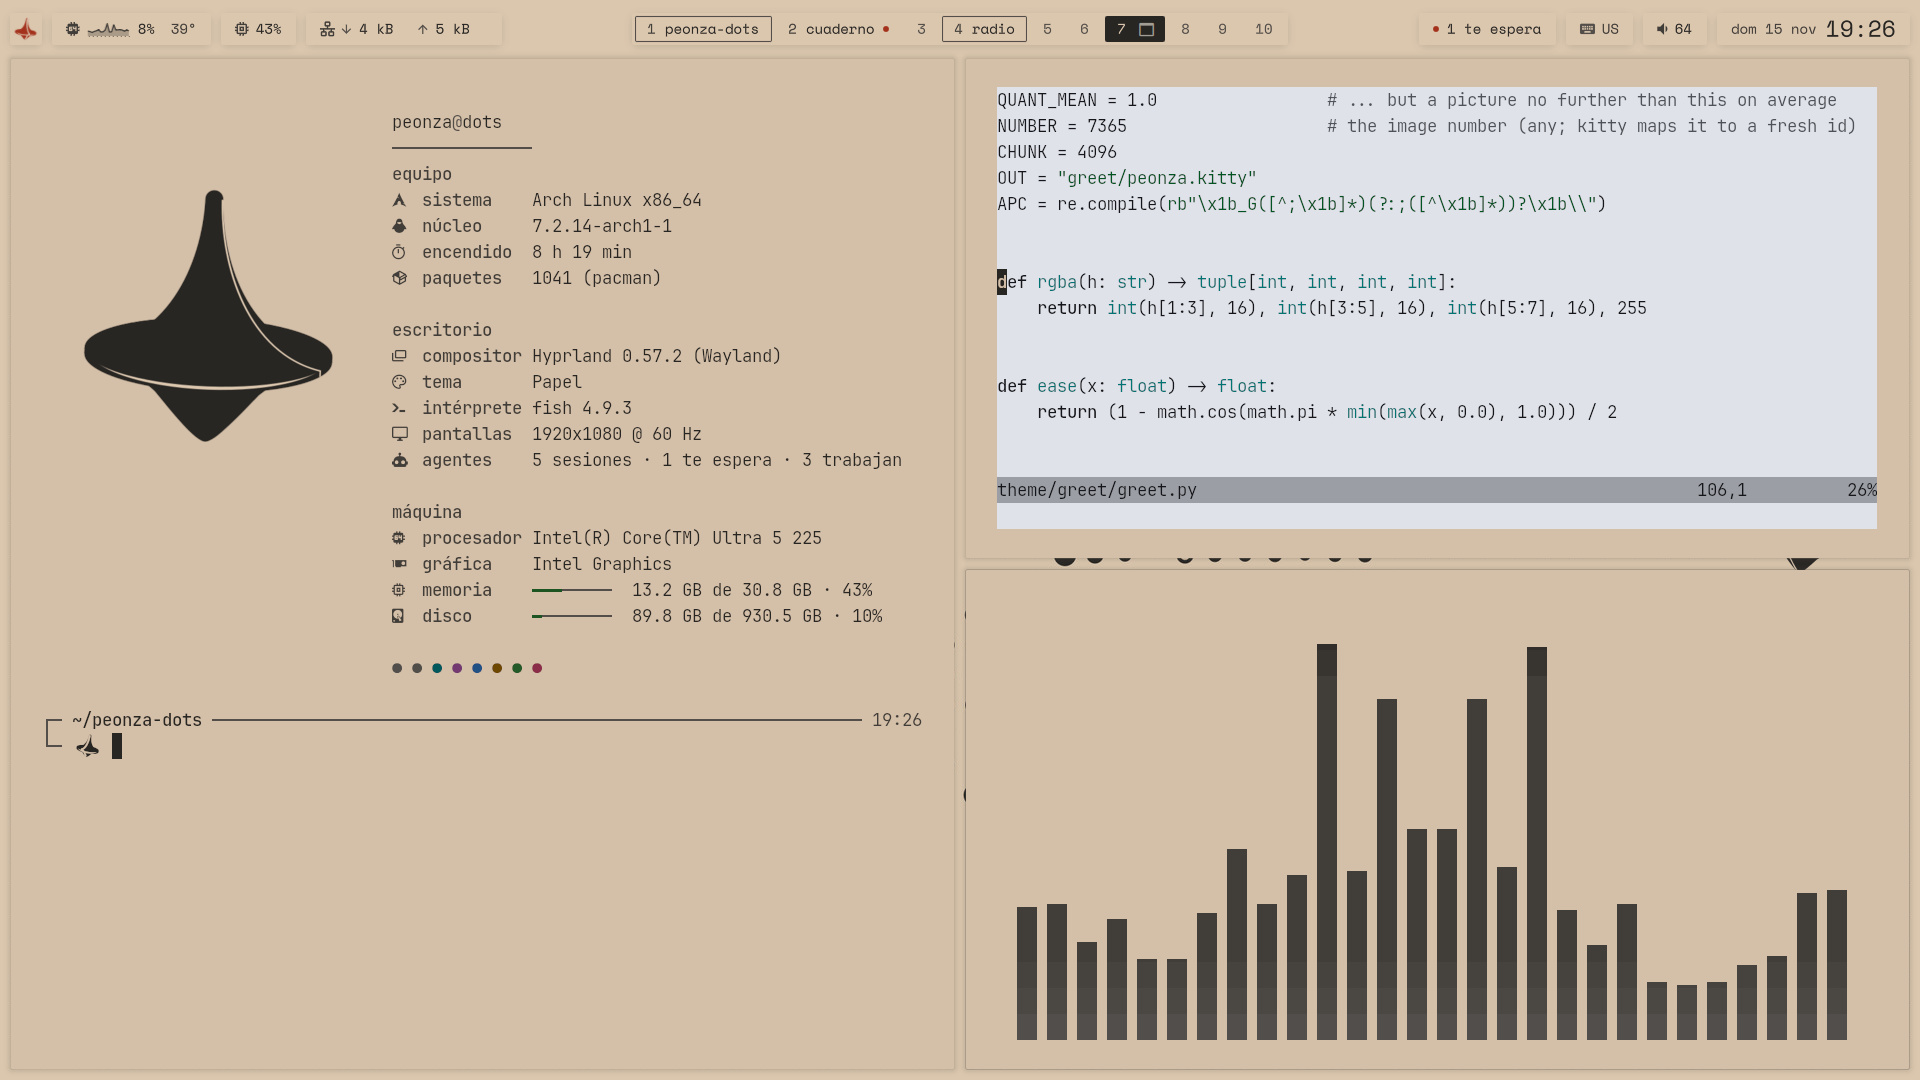 8% 39° 43% ↓ 4 kB ↑ 5 kB 1 peonza-dots 2 cuaderno 3 4 radio 5 6 7 8 9 10 1 te espera US 64 dom 15 nov 19:26
peonza@dots
equipo
sistema Arch Linux x86_64
núcleo 7.2.14-arch1-1
encendido 8 h 19 min
paquetes 1041 (pacman)
escritorio
compositor Hyprland 0.57.2 (Wayland)
tema Papel
intérprete fish 4.9.3
pantallas 1920x1080 @ 60 Hz
agentes 5 sesiones · 1 te espera · 3 trabajan
máquina
procesador Intel(R) Core(TM) Ultra 5 225
gráfica Intel Graphics
memoria 13.2 GB de 30.8 GB · 43%
disco 89.8 GB de 930.5 GB · 10%
~/peonza-dots 19:26
QUANT_MEAN = 1.0 # ... but a picture no further than this on average
NUMBER = 7365 # the image number (any; kitty maps it to a fresh id)
CHUNK = 4096
OUT = "greet/peonza.kitty"
APC = re.compile(rb"\x1b_G([^;\x1b]*)(?:;([^\x1b]*))?\x1b\\")
def rgba(h: str) -> tuple[int, int, int, int]:
return int(h[1:3], 16), int(h[3:5], 16), int(h[5:7], 16), 255
def ease(x: float) -> float:
return (1 - math.cos(math.pi * min(max(x, 0.0), 1.0))) / 2
theme/greet/greet.py 106,1 26%